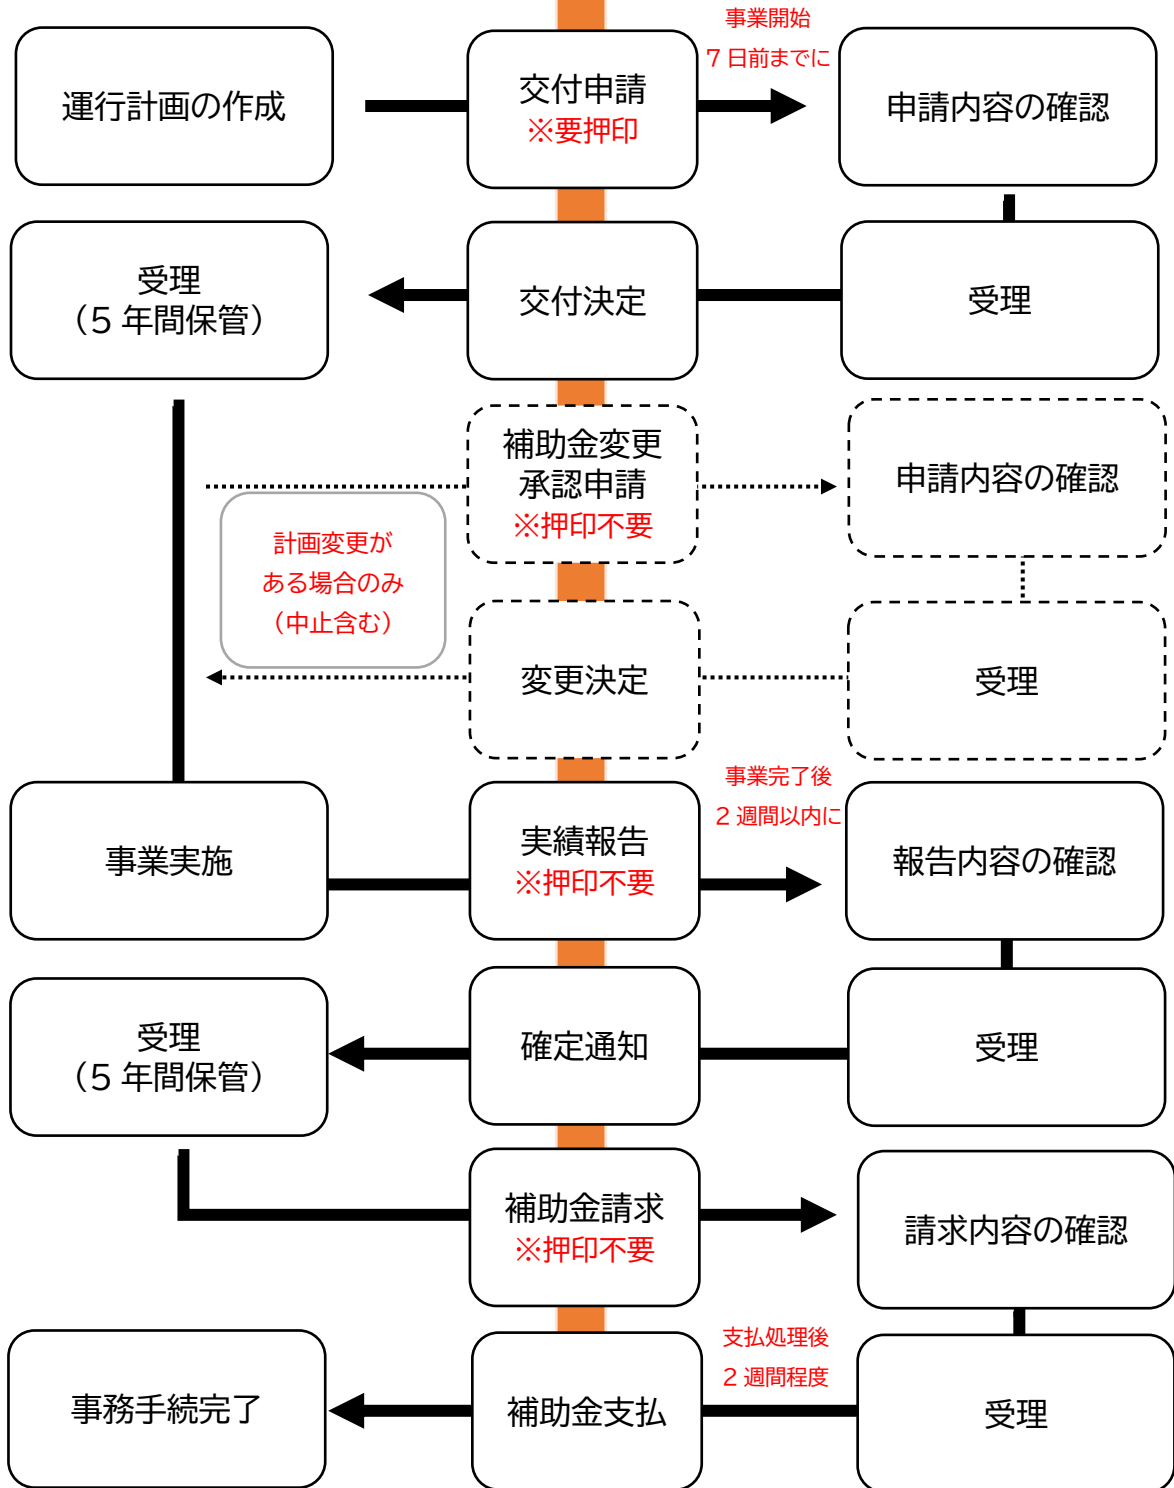 事業開始
7 日前までに
運行計画の作成
交付申請
※要押印
申請内容の確認
受理
（5 年間保管）
交付決定
受理
補助金変更
承認申請
※押印不要
申請内容の確認
計画変更が
ある場合のみ
（中止含む）
変更決定
受理
事業完了後
2 週間以内に
事業実施
実績報告
※押印不要
報告内容の確認
受理
（5 年間保管）
確定通知
受理
補助金請求
※押印不要
請求内容の確認
支払処理後
2 週間程度
事務手続完了
補助金支払
受理